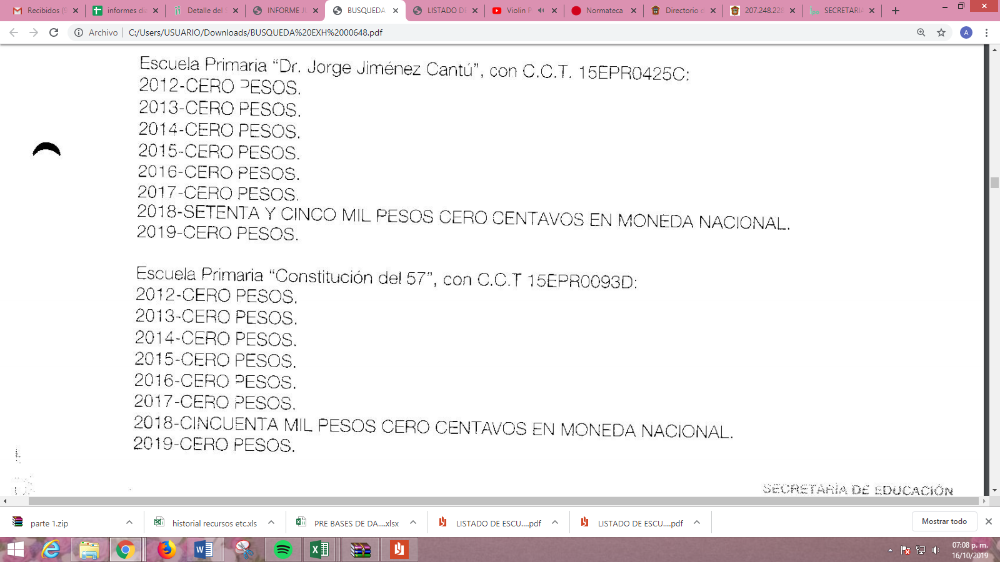 Recibidos (9
informes dia
Detalle del S
INFORME JU
BUSQUEDA
LISTADO DE
Violin P
Normateca
Directorio d
207.248.228
SECRETARIA
Archivo | C:/Users/USUARIO/Downloads/BUSQUEDA%20EXH%2000648.pdf
A
Escuela Primaria “Dr. Jorge Jiménez Cantú”, con C.C.T. 15EPR0425C:
2012-CERO PESOS.
2013-CERO PESOS.
2014-CERO PESOS.
2015-CERO PESOS.
2016-CERO PESOS.
2017-CERO PESOS.
2018-SETENTA Y CINCO MIL PESOS CERO CENTAVOS EN MONEDA NACIONAL.
2019-CERO PESOS.
Escuela Primaria “Constitución del 57”, con C.C.T 15EPR0093D:
2012-CERO PESOS.
2013-CERO PESOS.
2014-CERO PESOS.
2015-CERO PESOS.
2016-CERO PESOS.
2017-CERO PESOS.
2018-CINCUENTA MIL PESOS CERO CENTAVOS EN MONEDA NACIONAL.
2019-CERO PESOS.
SECRETARÍA DE EDUCACIÓN
parte 1.zip
historial recursos etc.xls
PRE BASES DE DA....xlsx
LISTADO DE ESCU....pdf
LISTADO DE ESCU....pdf
Mostrar todo
07:08 p. m.
16/10/2019